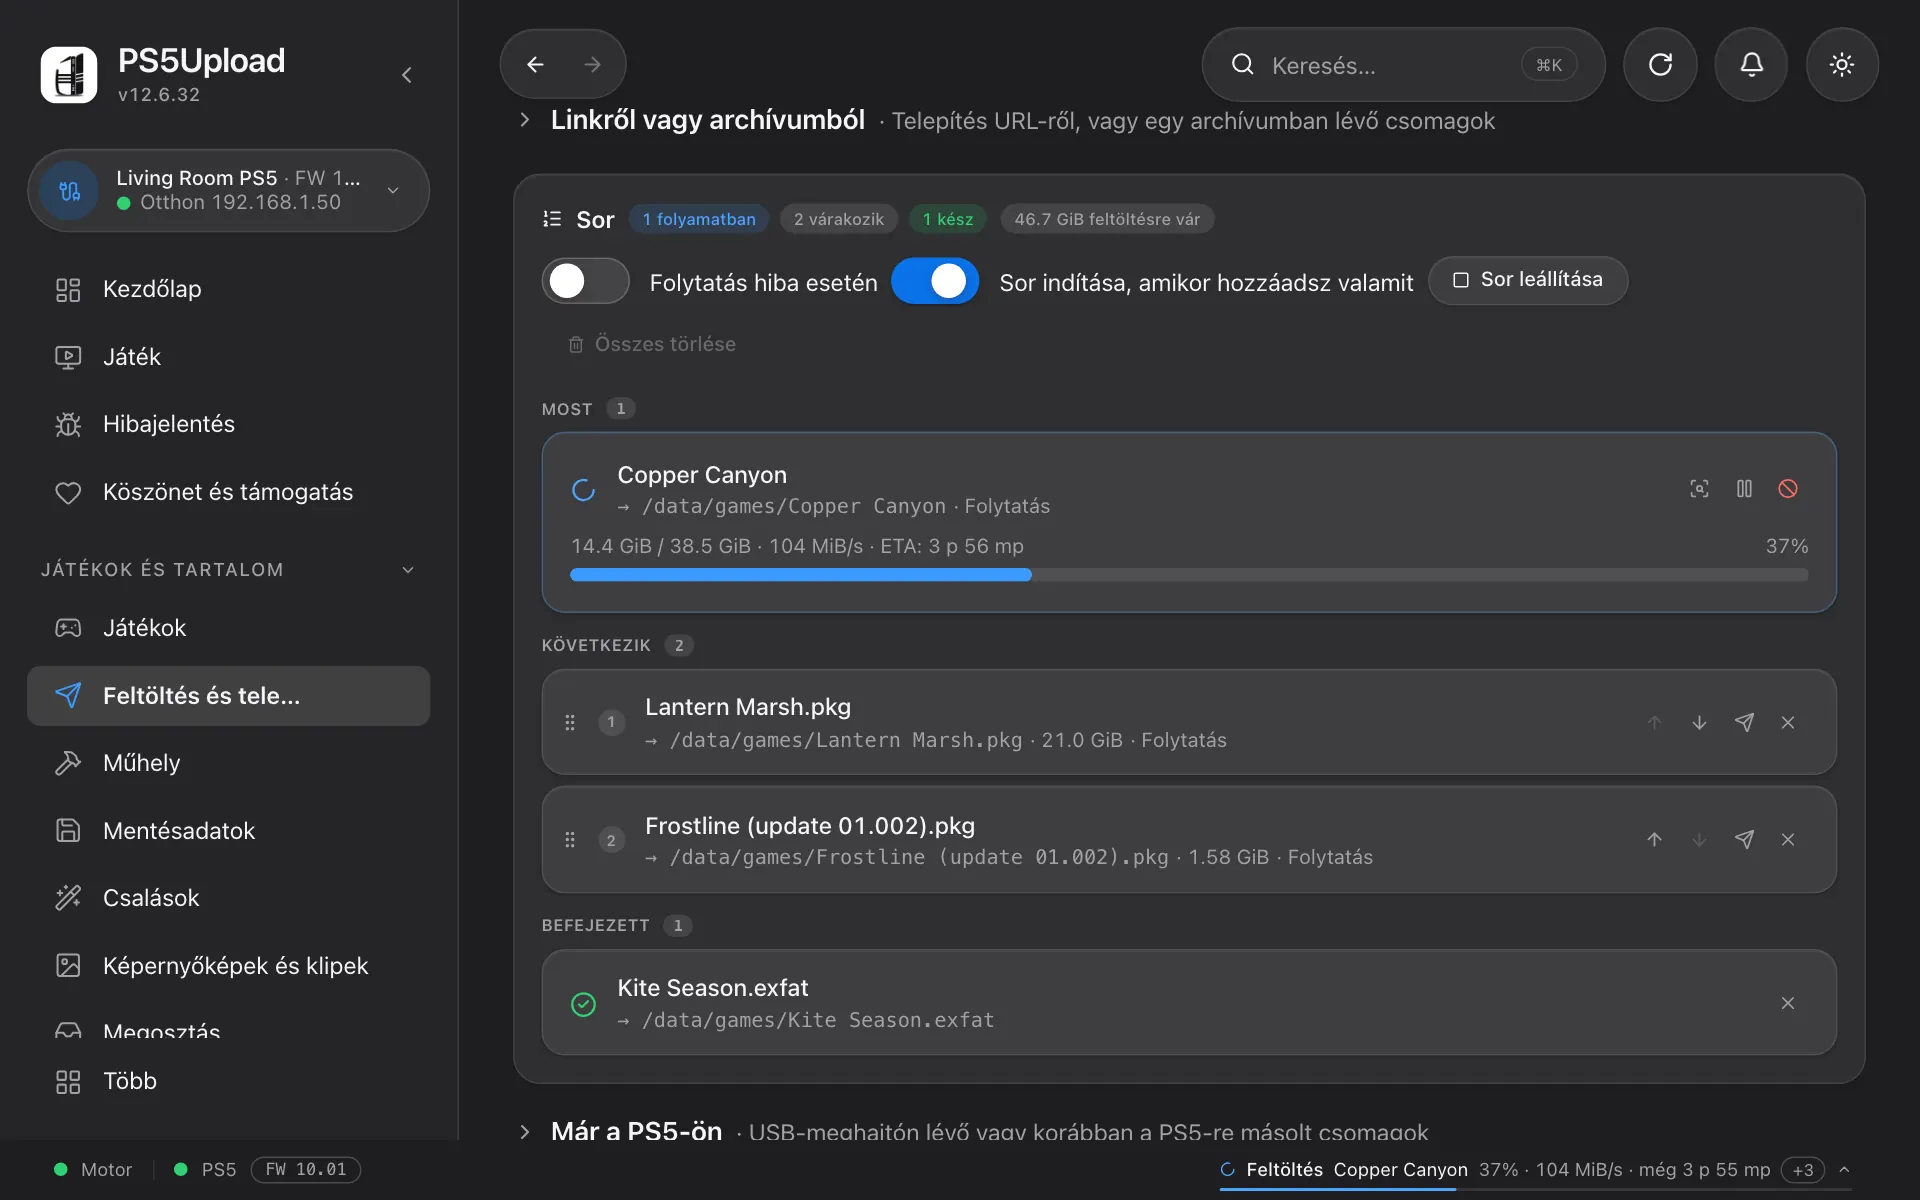 PS5Upload
v12.6.32
Living Room PS5 · FW 1...
Otthon 192.168.1.50
Kezdőlap
Játék
Hibajelentés
Köszönet és támogatás
JÁTÉKOK ÉS TARTALOM
Játékok
Feltöltés és tele...
Műhely
Mentésadatok
Csalások
Képernyőképek és klipek
Megosztás
Több
Keresés...
⌘K
Linkről vagy archívumból · Telepítés URL-ről, vagy egy archívumban lévő csomagok
Sor
1 folyamatban
2 várakozik
1 kész
46.7 GiB feltöltésre vár
Folytatás hiba esetén
Sor indítása, amikor hozzáadsz valamit
Sor leállítása
Összes törlése
MOST 1
Copper Canyon
→ /data/games/Copper Canyon · Folytatás
14.4 GiB / 38.5 GiB · 104 MiB/s · ETA: 3 p 56 mp
37%
KÖVETKEZIK 2
1
Lantern Marsh.pkg
→ /data/games/Lantern Marsh.pkg · 21.0 GiB · Folytatás
2
Frostline (update 01.002).pkg
→ /data/games/Frostline (update 01.002).pkg · 1.58 GiB · Folytatás
BEFEJEZETT 1
Kite Season.exfat
→ /data/games/Kite Season.exfat
Már a PS5-ön · USB-meghajtón lévő vagy korábban a PS5-re másolt csomagok
Motor
PS5
FW 10.01
Feltöltés Copper Canyon 37% · 104 MiB/s · még 3 p 55 mp
+3